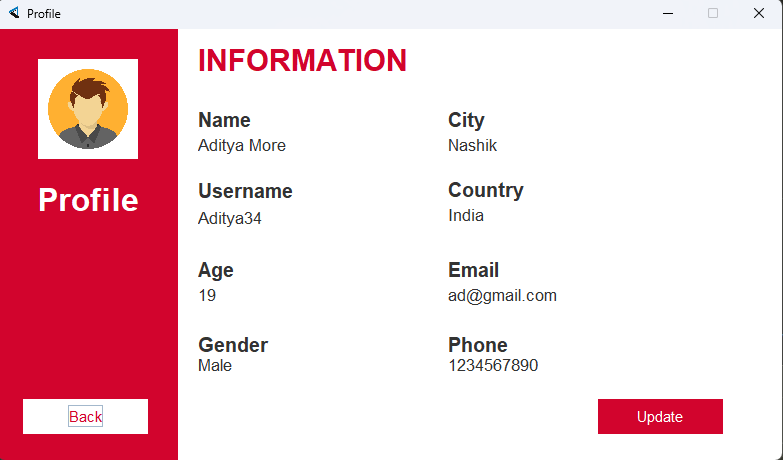 Profile
INFORMATION
Profile
Name
Aditya More
City
Nashik
Username
Aditya34
Country
India
Age
19
Email
ad@gmail.com
Gender
Male
Phone
1234567890
Back
Update